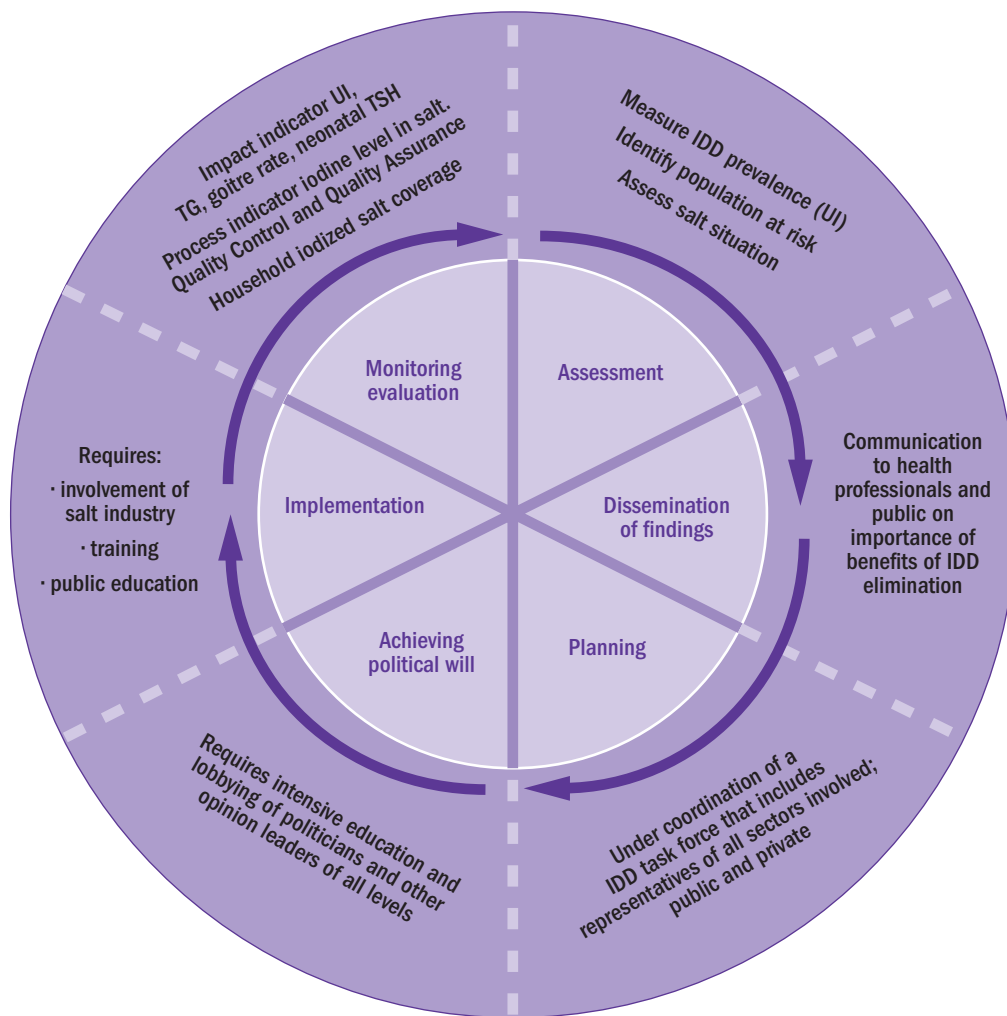 Impact indicator UI,
TG, goitre rate, neonatal TSH
Process indicator iodine level in salt.
Quality Control and Quality Assurance
Household iodized salt coverage
Measure IDD prevalence (UI)
Identify population at risk
Assess salt situation
Monitoring
evaluation
Assessment
Requires:
· involvement of
salt industry
· training
· public education
Implementation
Dissemination
of findings
Communication
to health
professionals and
public on
importance of
benefits of IDD
elimination
Achieving
political will
Planning
Requires intensive education and
lobbying of politicians and other
opinion leaders of all levels
Under coordination of a
IDD task force that includes
representatives of all sectors involved;
public and private